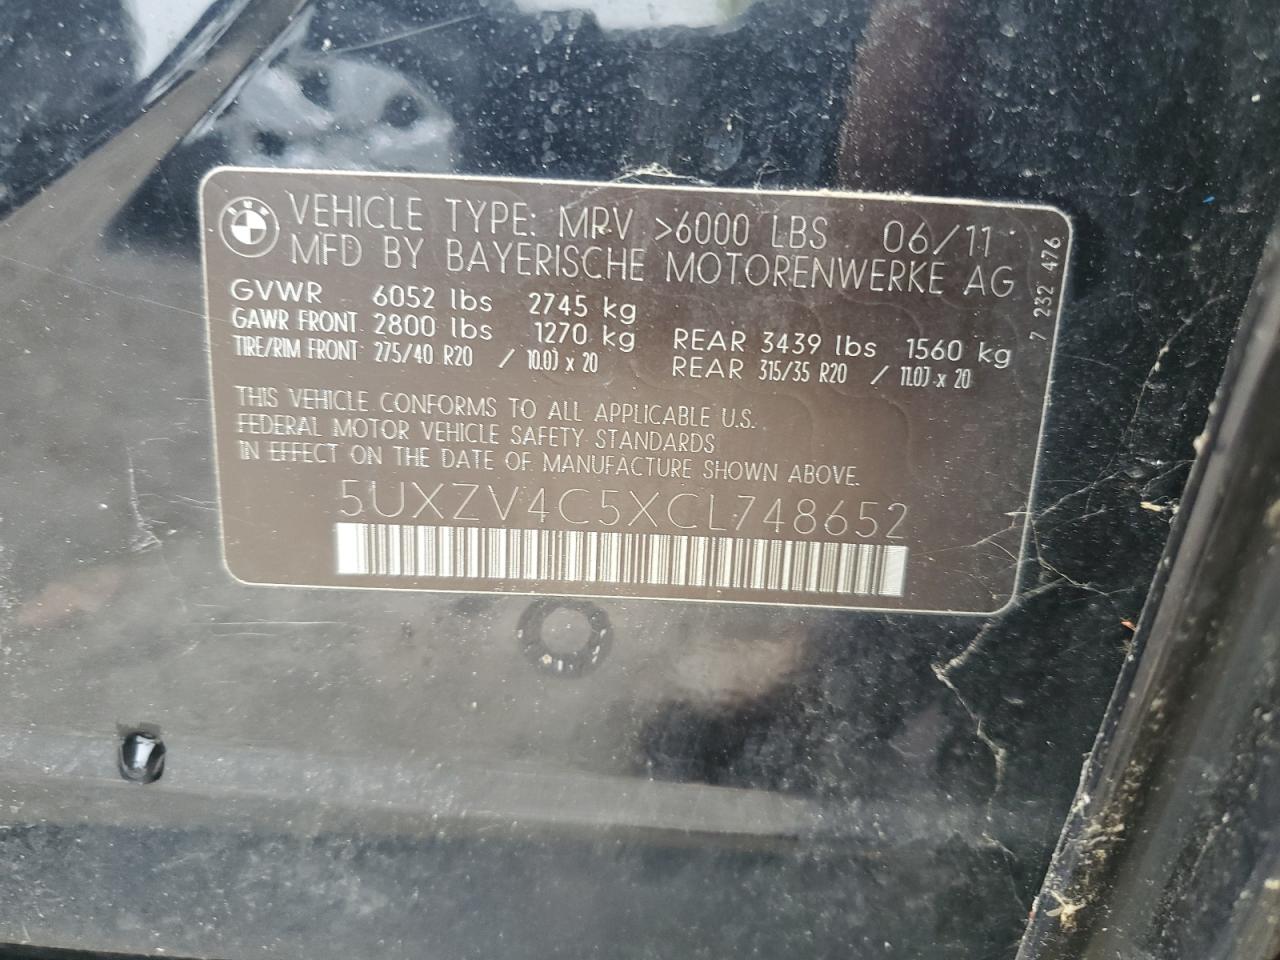 VEHICLE TYPE: MRV >6000 LBS 06/11
MFD BY BAYERISCHE MOTORENWERKE AG
GVWR 6052 lbs 2745 kg
GAWR FRONT 2800 lbs 1270 kg REAR 3439 lbs 1560 kg
TIRE/RIM FRONT 275/40 R20 / 10.0J x 20 REAR 315/35 R20 / 11.0J x 20
THIS VEHICLE CONFORMS TO ALL APPLICABLE U.S.
FEDERAL MOTOR VEHICLE SAFETY STANDARDS
IN EFFECT ON THE DATE OF MANUFACTURE SHOWN ABOVE.
5UXZV4C5XCL748652
7 232 476